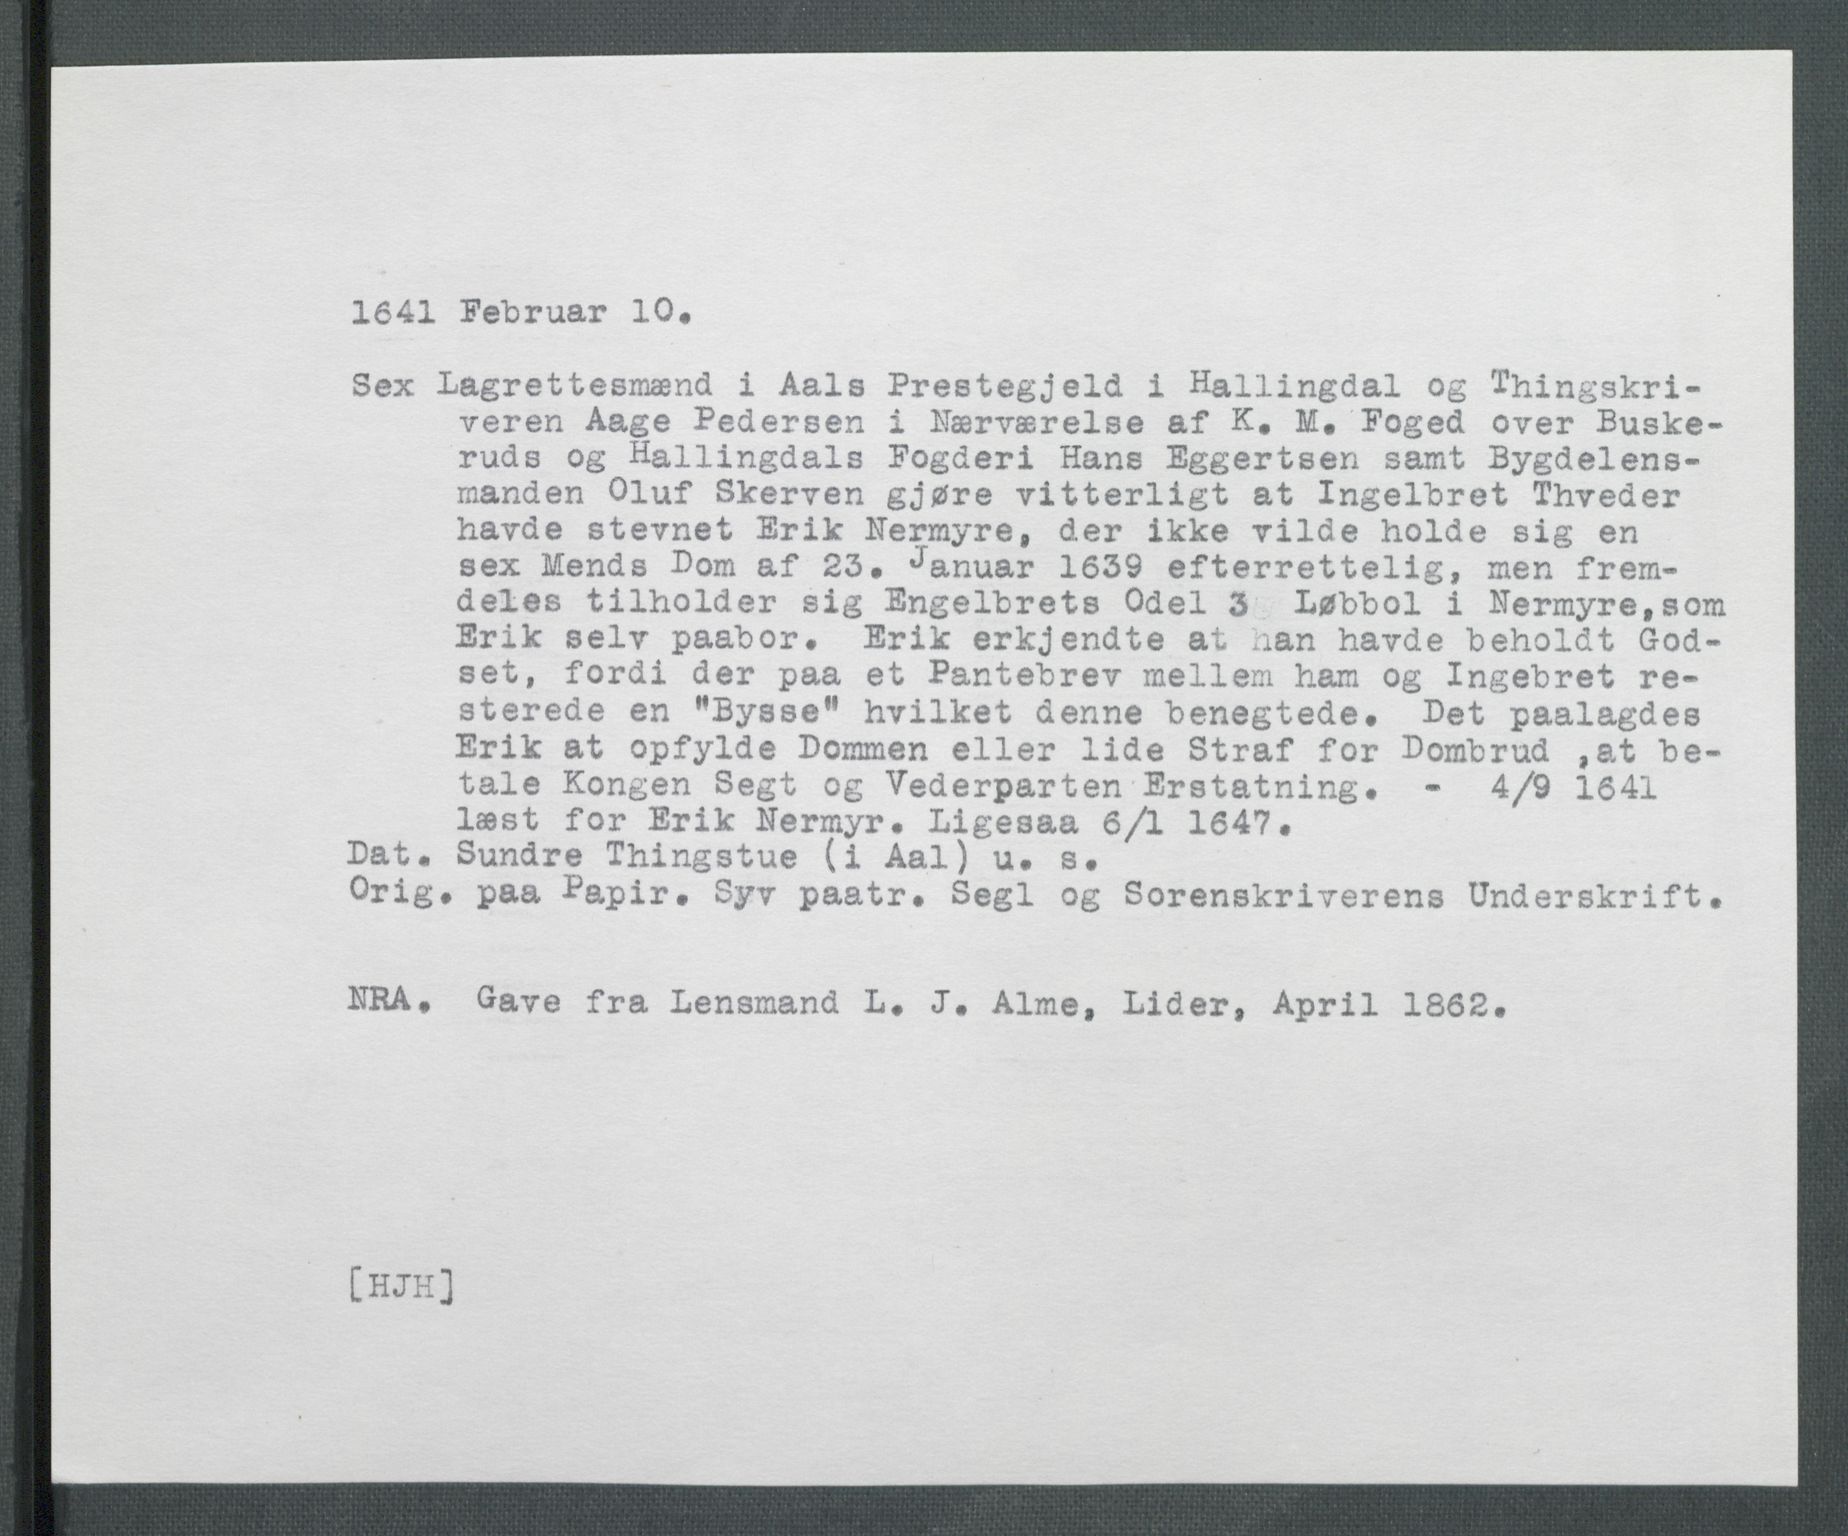 1641 Februar 10.
Sex Lagrettesmænd i Aals Prestegjeld i Hallingdal og Thingskri-
veren Aage Pedersen i Nærværelse af K. M. Foged over Buske-
ruds og Hallingdals Fogderi Hans Eggertsen samt Bygdelens-
manden Oluf Skerven gjøre vitterligt at Ingelbret Thveder
havde stevnet Erik Nermyre, der ikke vilde holde sig en
sex Mends Dom af 23. Januar 1639 efterrettelig, men frem-
deles tilholder sig Engelbrets Odel 3 Løbbol i Nermyre,som
Erik selv paabor. Erik erkjendte at han havde beholdt God-
set, fordi der paa et Pantebrev mellem ham og Ingebret re-
sterede en "Bysse" hvilket denne benegtede. Det paalagdes
Erik at opfylde Dommen eller lide Straf for Dombrud ,at be-
tale Kongen Segt og Vederparten Erstatning. - 4/9 1641
læst for Erik Nermyr. Ligesaa 6/1 1647.
Dat. Sundre Thingstue (i Aal) u. s.
Orig. paa Papir. Syv paatr. Segl og Sorenskriverens Underskrift.
NRA. Gave fra Lensmand L. J. Alme, Lider, April 1862.
[HJH]